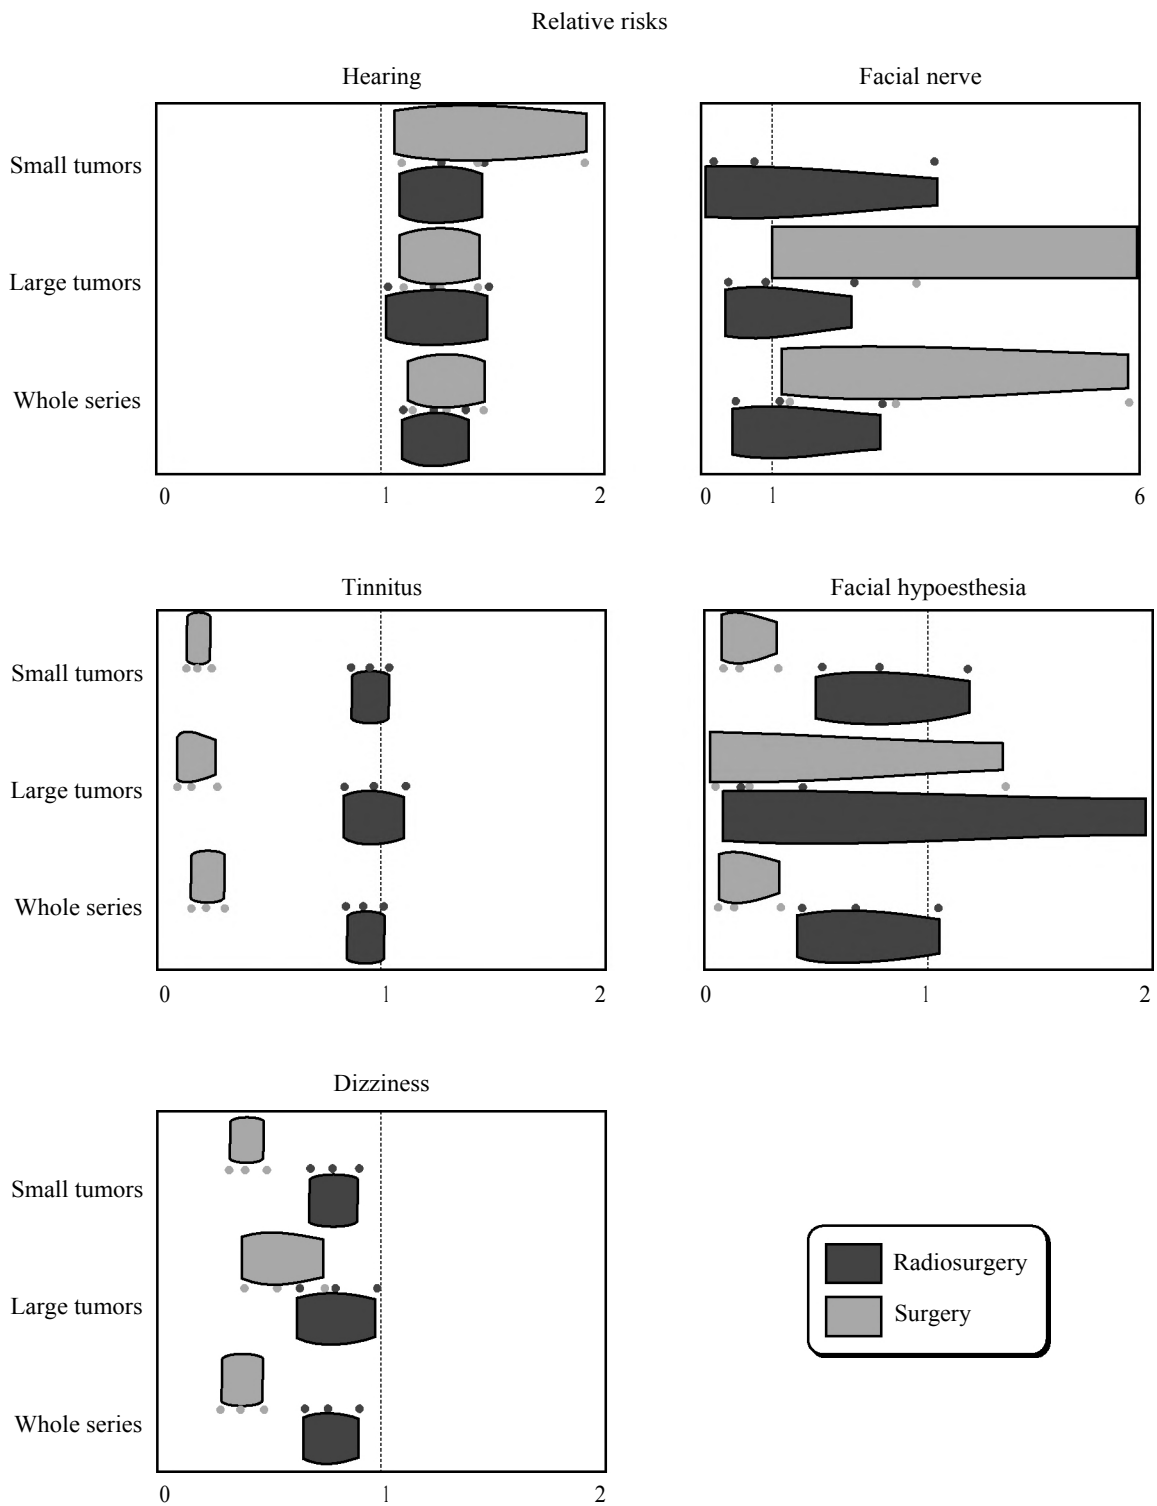 Relative risks
Hearing
Facial nerve
Small tumors
Large tumors
Whole series
0 1 2
0 1 6
Tinnitus
Facial hypoesthesia
Small tumors
Large tumors
Whole series
0 1 2
0 1 2
Dizziness
Small tumors
Large tumors
Whole series
0 1 2
Radiosurgery
Surgery